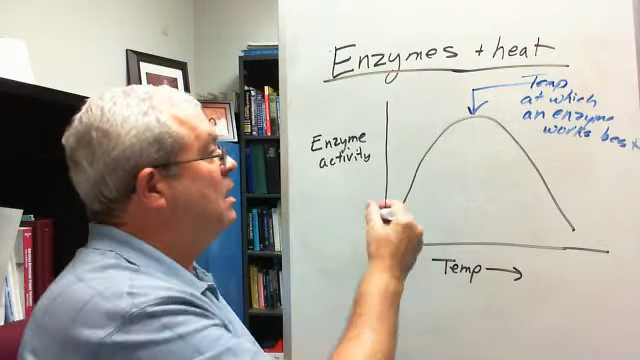 Enzymes + heat
Temp
at which
an enzyme
works best
Enzyme
activity
Temp →